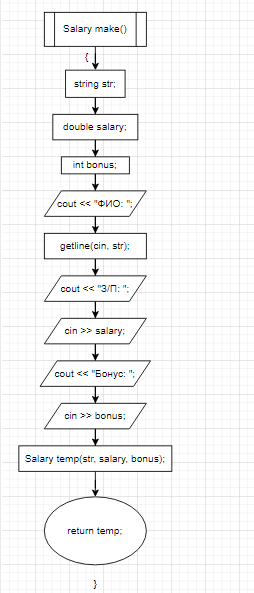 Salary make()
{
string str;
double salary;
int bonus;
cout << "ФИО: ";
getline(cin, str);
cout << "З/П: ";
cin >> salary;
cout << "Бонус: ";
cin >> bonus;
Salary temp(str, salary, bonus);
return temp;
}